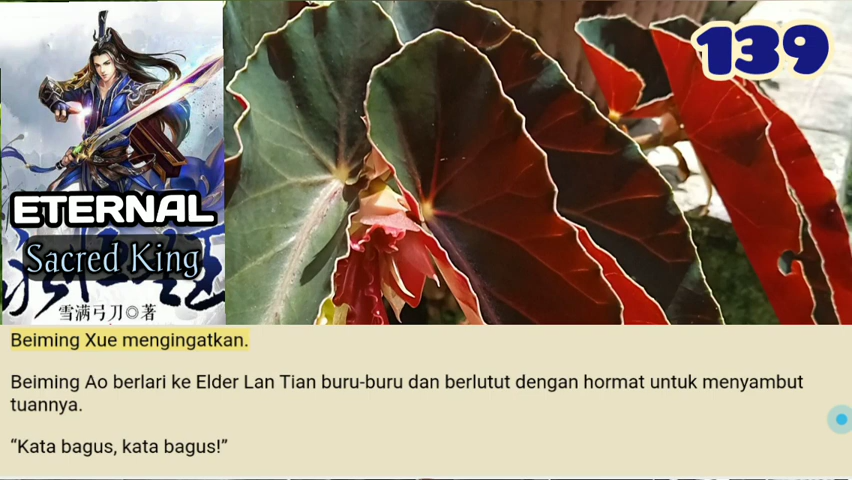 139
ETERNAL
Sacred King
雪满弓刀◎著
Beiming Xue mengingatkan.
Beiming Ao berlari ke Elder Lan Tian buru-buru dan berlutut dengan hormat untuk menyambut
tuannya.
“Kata bagus, kata bagus!”